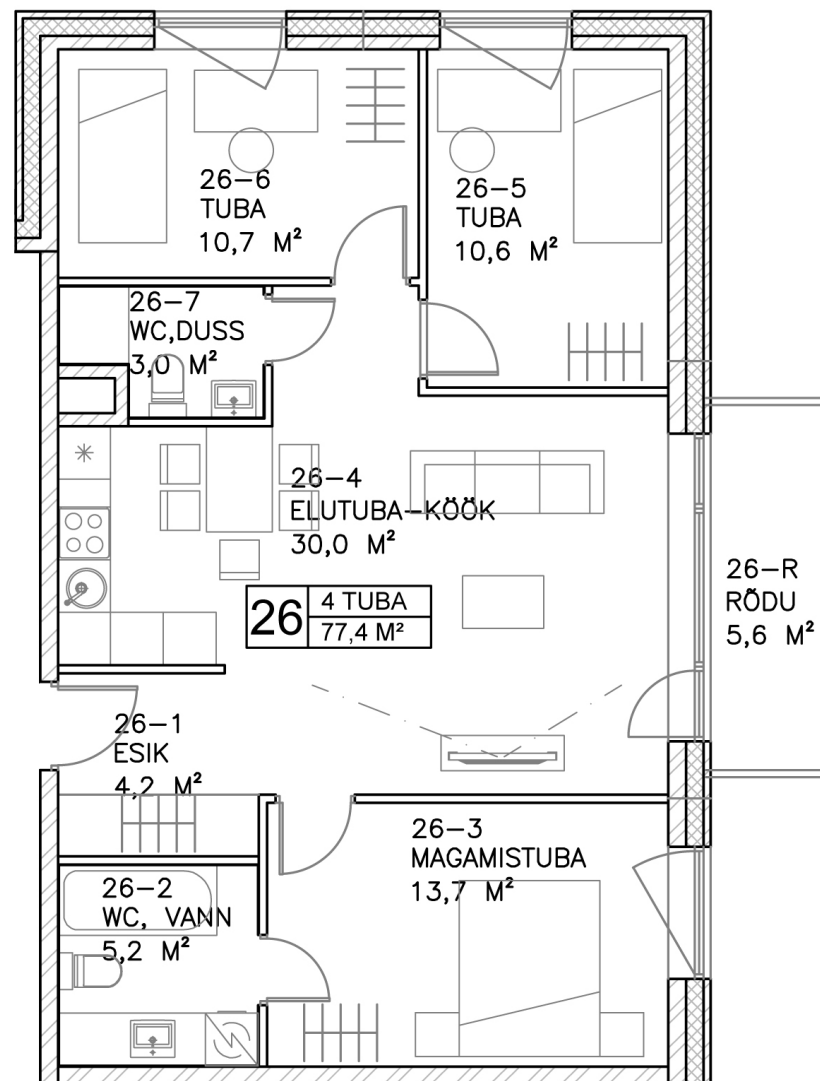 26-6
TUBA
10,7 M²
26-5
TUBA
10,6 M²
26-7
WC,DUSS
3,0 M²
26-4
ELUTUBA-KÖÖK
30,0 M²
26
4 TUBA
77,4 M²
26-R
RÕDU
5,6 M²
26-1
ESIK
4,2 M²
26-3
MAGAMISTUBA
13,7 M²
26-2
WC, VANN
5,2 M²